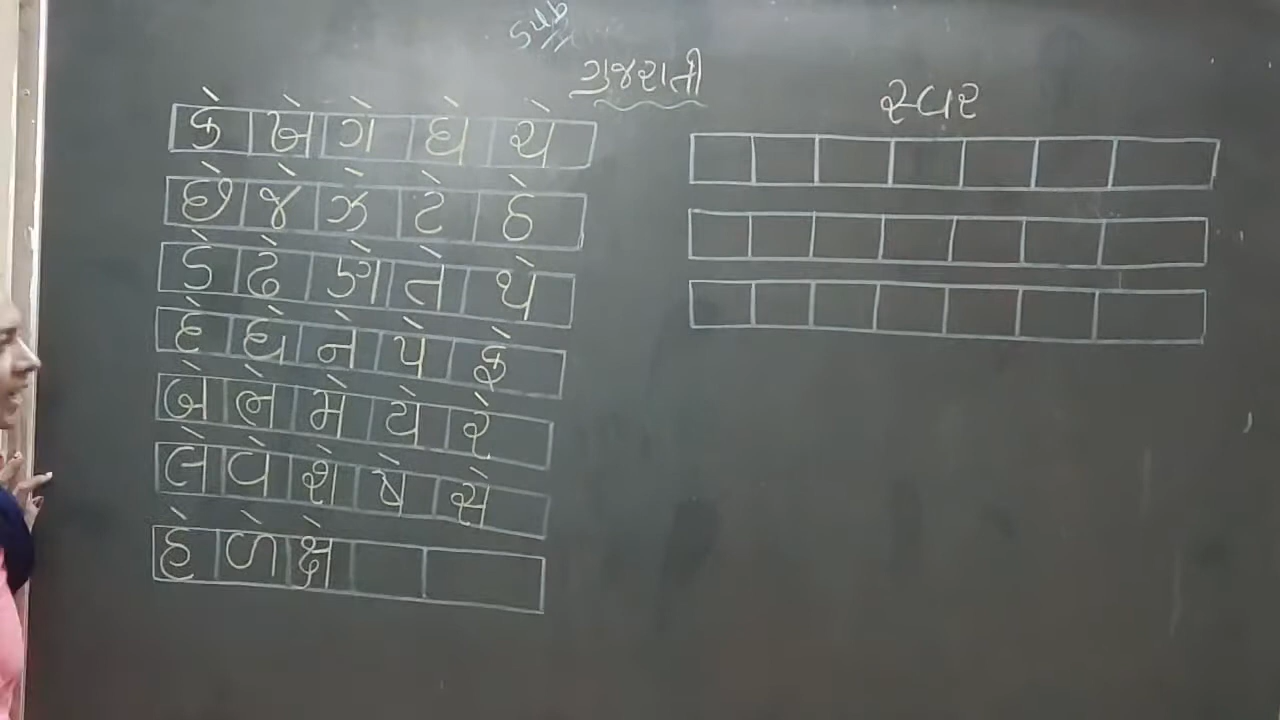 Sub
ગુજરાતી
સ્વર
કે ખે ગે ઘે ચે
છે જે ઝે ટે ઠે
ડે ઢે ણે તે થે
દે ધે ને પે ફે
બે ભે મે યે રે
લે વે શે ષે સે
હે ળે ક્ષે